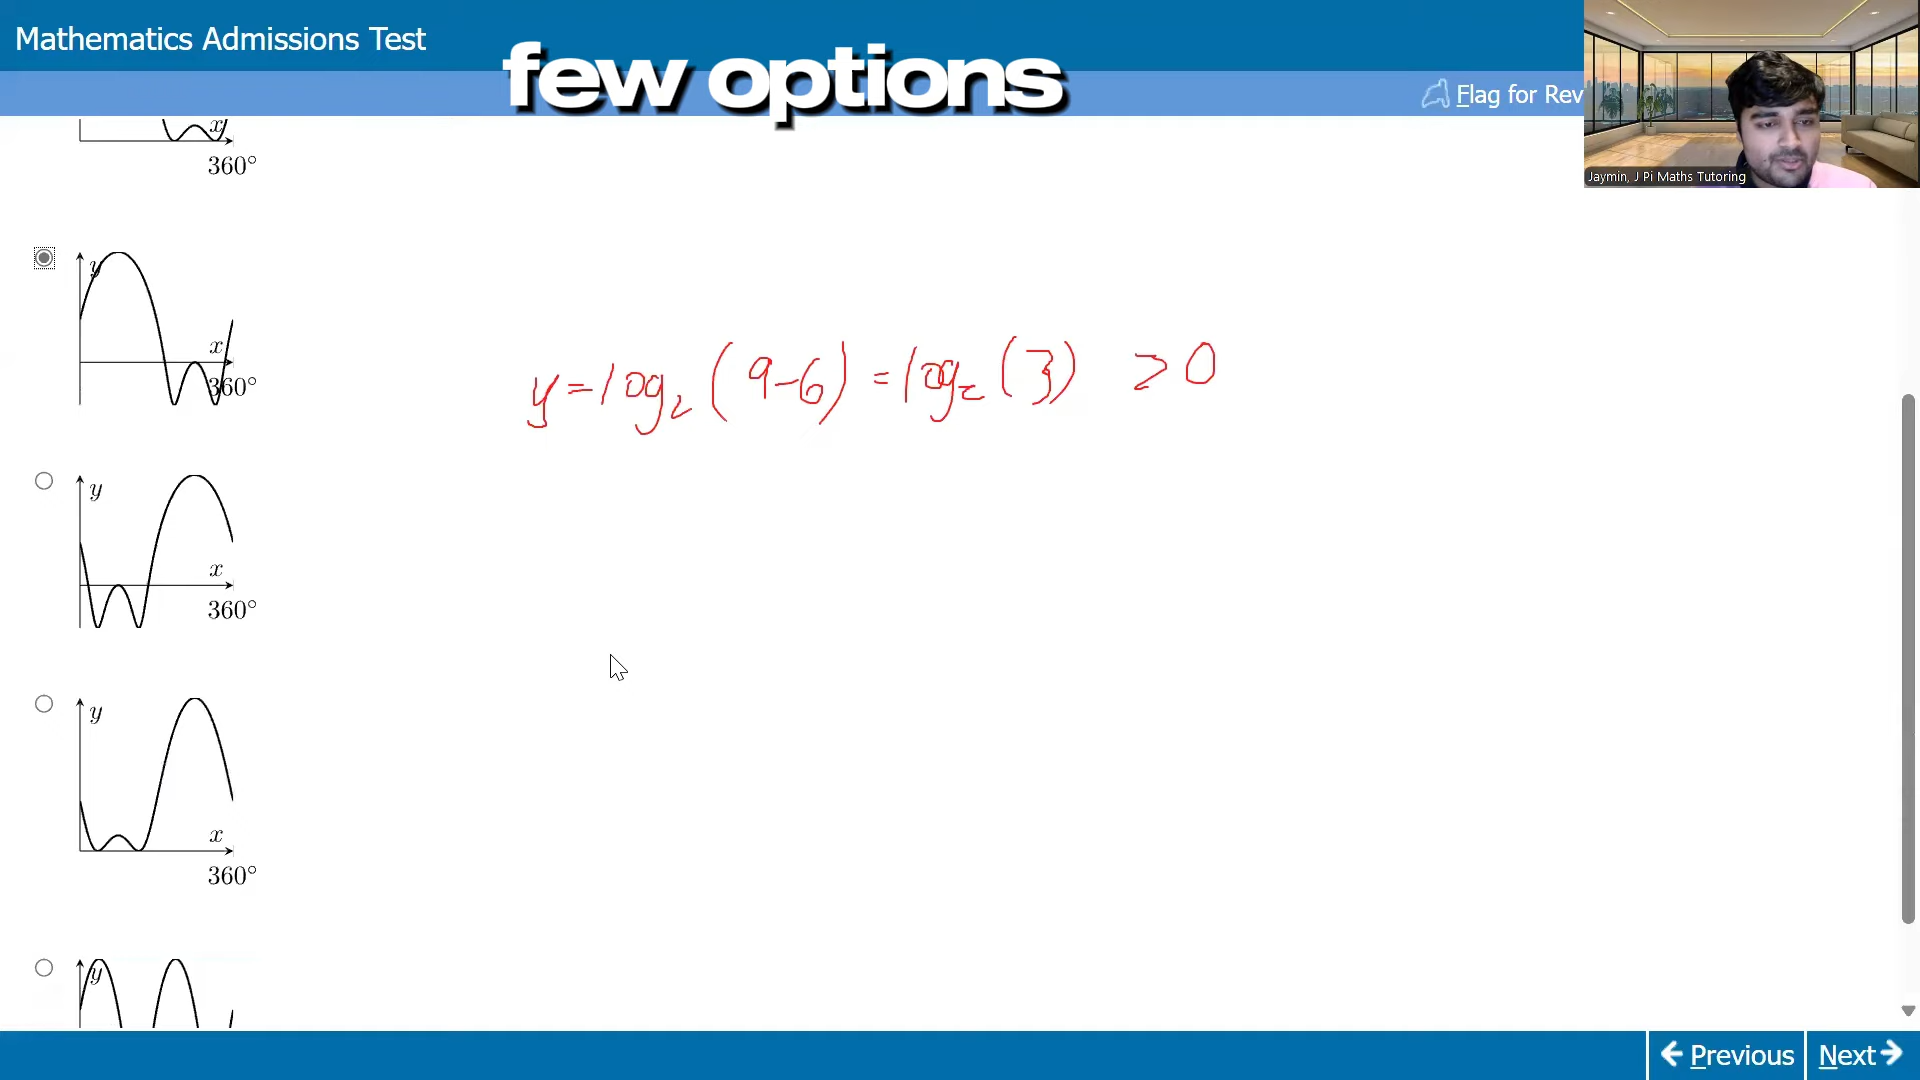 Mathematics Admissions Test
few options
Flag for Rev
Jaymin, J Pi Maths Tutoring
x
360°
y
x
360°
y = log₂ (9-6) = log₂ (3) > 0
y
x
360°
y
x
360°
y
Previous
Next